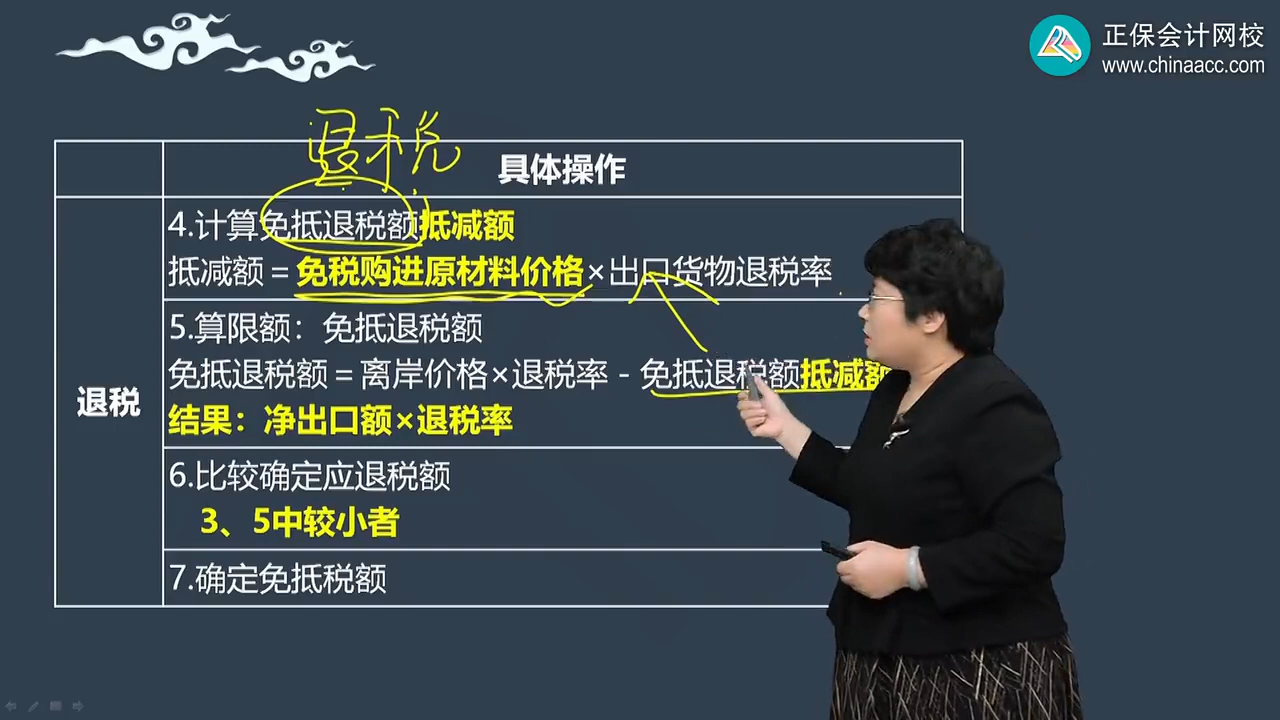 正保会计网校
www.chinaacc.com
退税
具体操作
退税
4.计算免抵退税额抵减额
抵减额＝免税购进原材料价格×出口货物退税率
5.算限额：免抵退税额
免抵退税额＝离岸价格×退税率－免抵退税额抵减额
结果：净出口额×退税率
6.比较确定应退税额
3、5中较小者
7.确定免抵税额